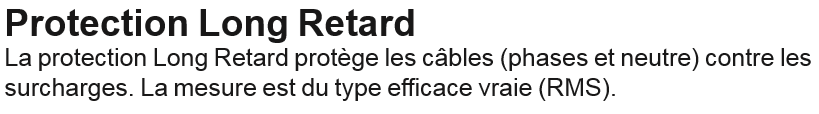 Protection Long Retard
La protection Long Retard protège les câbles (phases et neutre) contre les
surcharges. La mesure est du type efficace vraie (RMS).